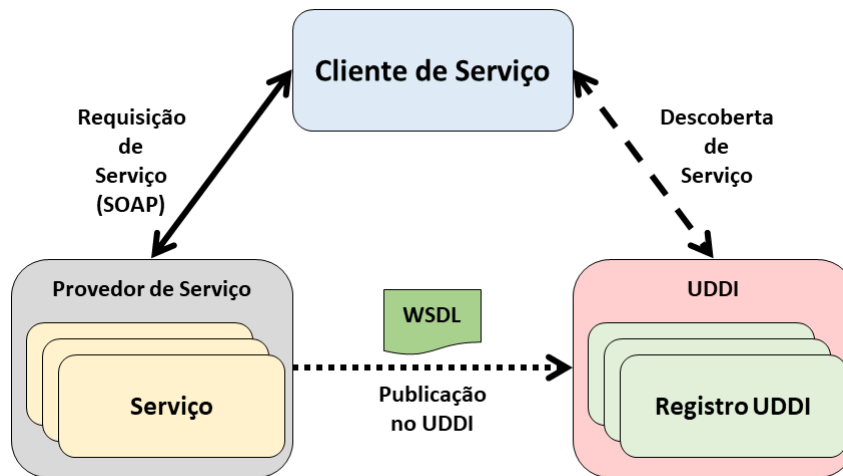 Cliente de Serviço
Requisição
de
Serviço
(SOAP)
Descoberta
de
Serviço
Provedor de Serviço
Serviço
WSDL
Publicação
no UDDI
UDDI
Registro UDDI